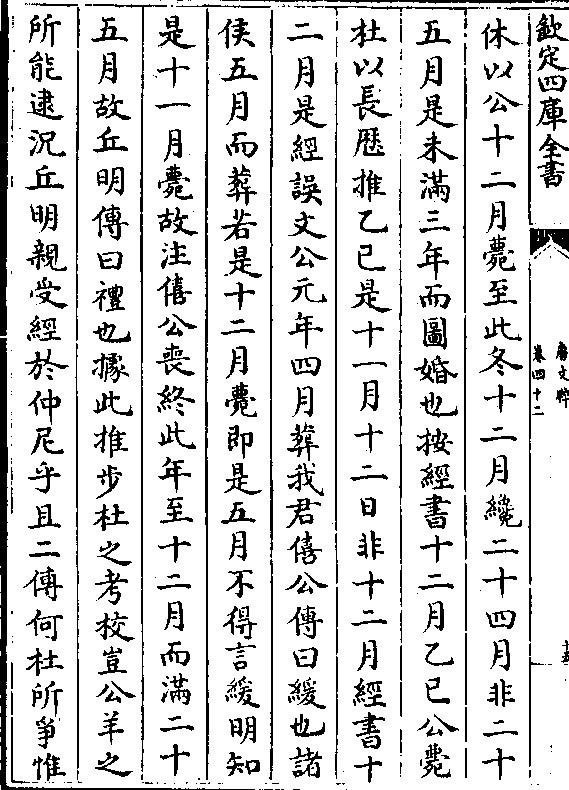 欽定四庫全書
唐文粹
卷四十二
休以公十二月薨至此冬十二月纔二十四月非二十
五月是未滿三年而圖婚也按經書十二月乙已公薨
杜以長歷推乙已是十一月十二日非十二月經書十
二月是經誤文公元年四月葬我君僖公傳曰緩也諸
侯五月而葬若是十二月薨即是五月不得言緩明知
是十一月薨故注僖公喪終此年至十二月而滿二十
五月故丘明傳曰禮也據此推步杜之考校豈公羊之
所能逮況丘明親受經於仲尼乎且二傳何杜所爭惟